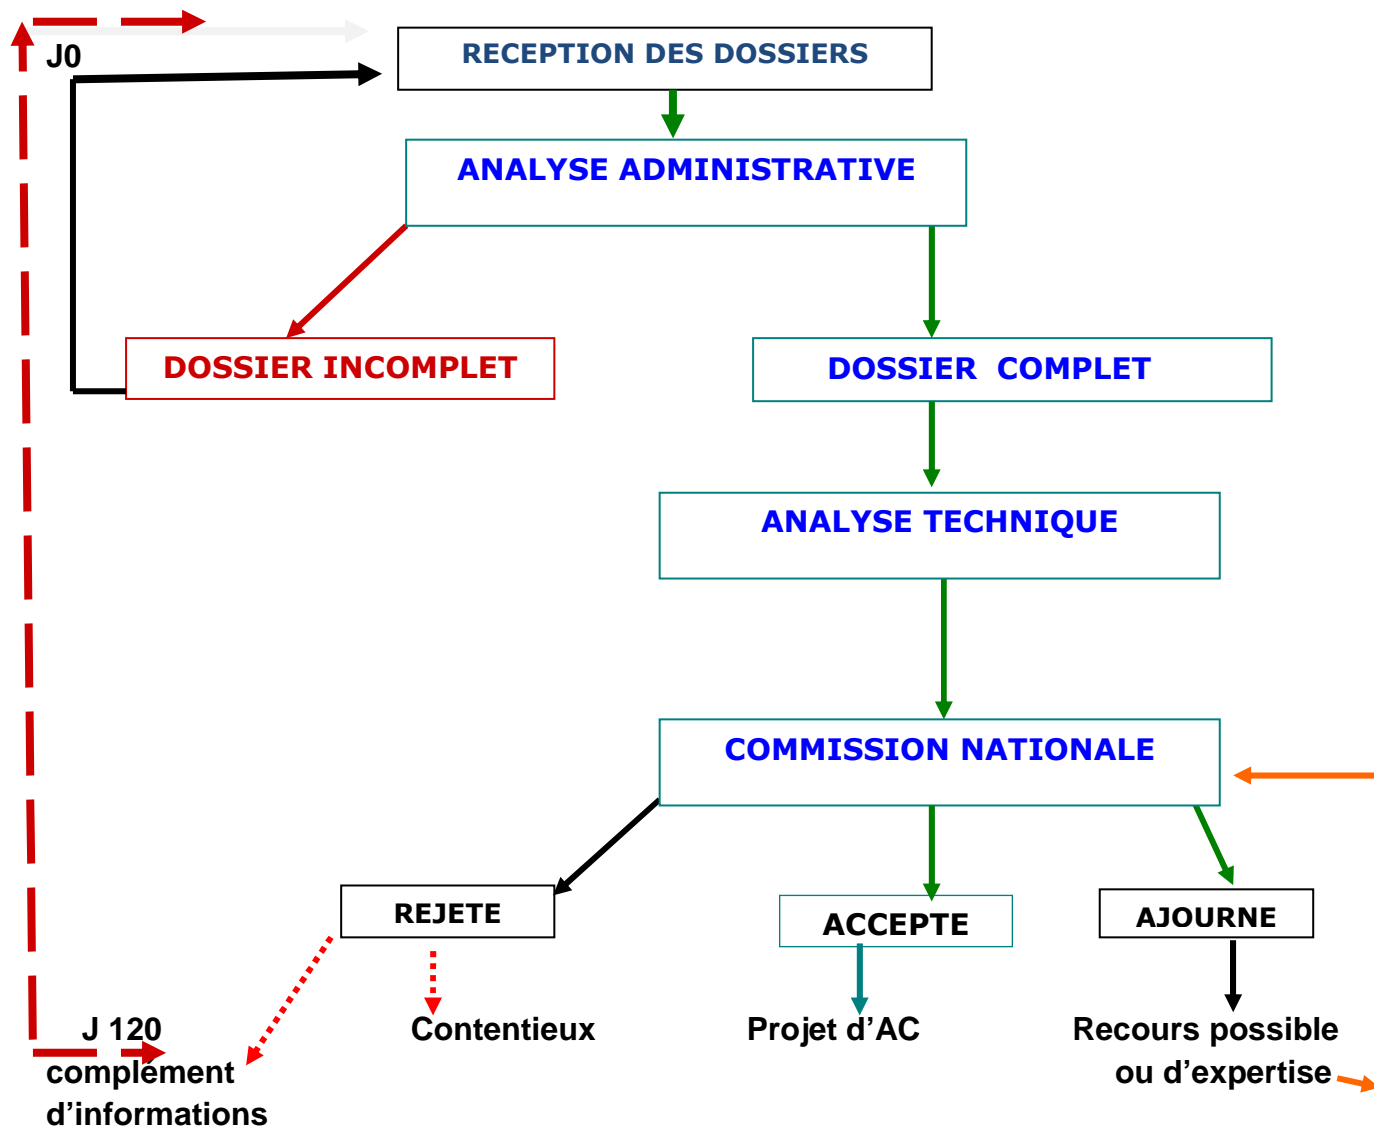 J0
RECEPTION DES DOSSIERS
ANALYSE ADMINISTRATIVE
DOSSIER INCOMPLET
DOSSIER COMPLET
ANALYSE TECHNIQUE
COMMISSION NATIONALE
REJETE
ACCEPTE
AJOURNE
J 120
complément
d’informations
Contentieux
Projet d’AC
Recours possible
ou d’expertise